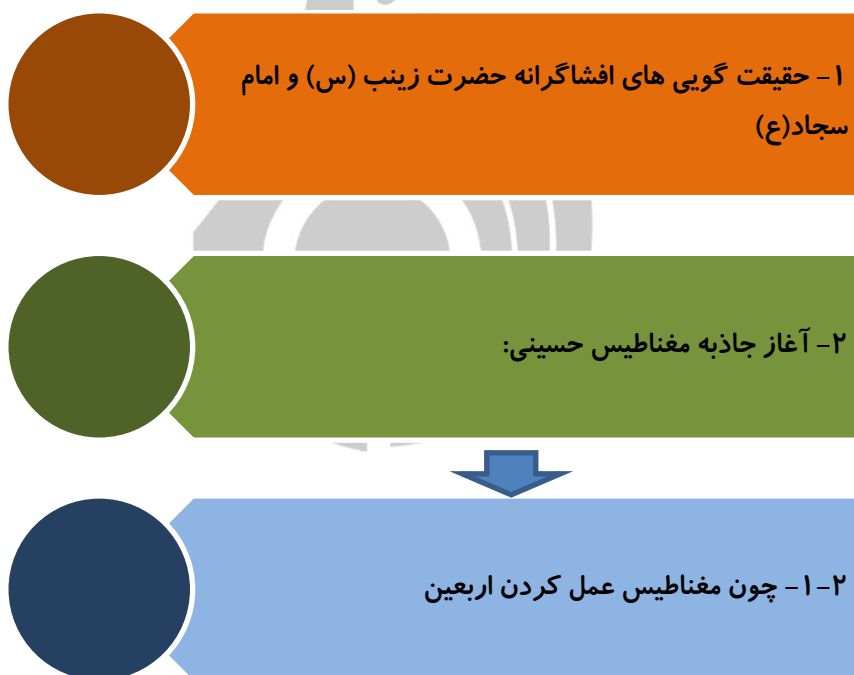 ۱- حقیقت گویی های افشاگرانه حضرت زینب (س) و امام
سجاد(ع)
۲- آغاز جاذبه مغناطیس حسینی:
۲-۱- چون مغناطیس عمل کردن اربعین